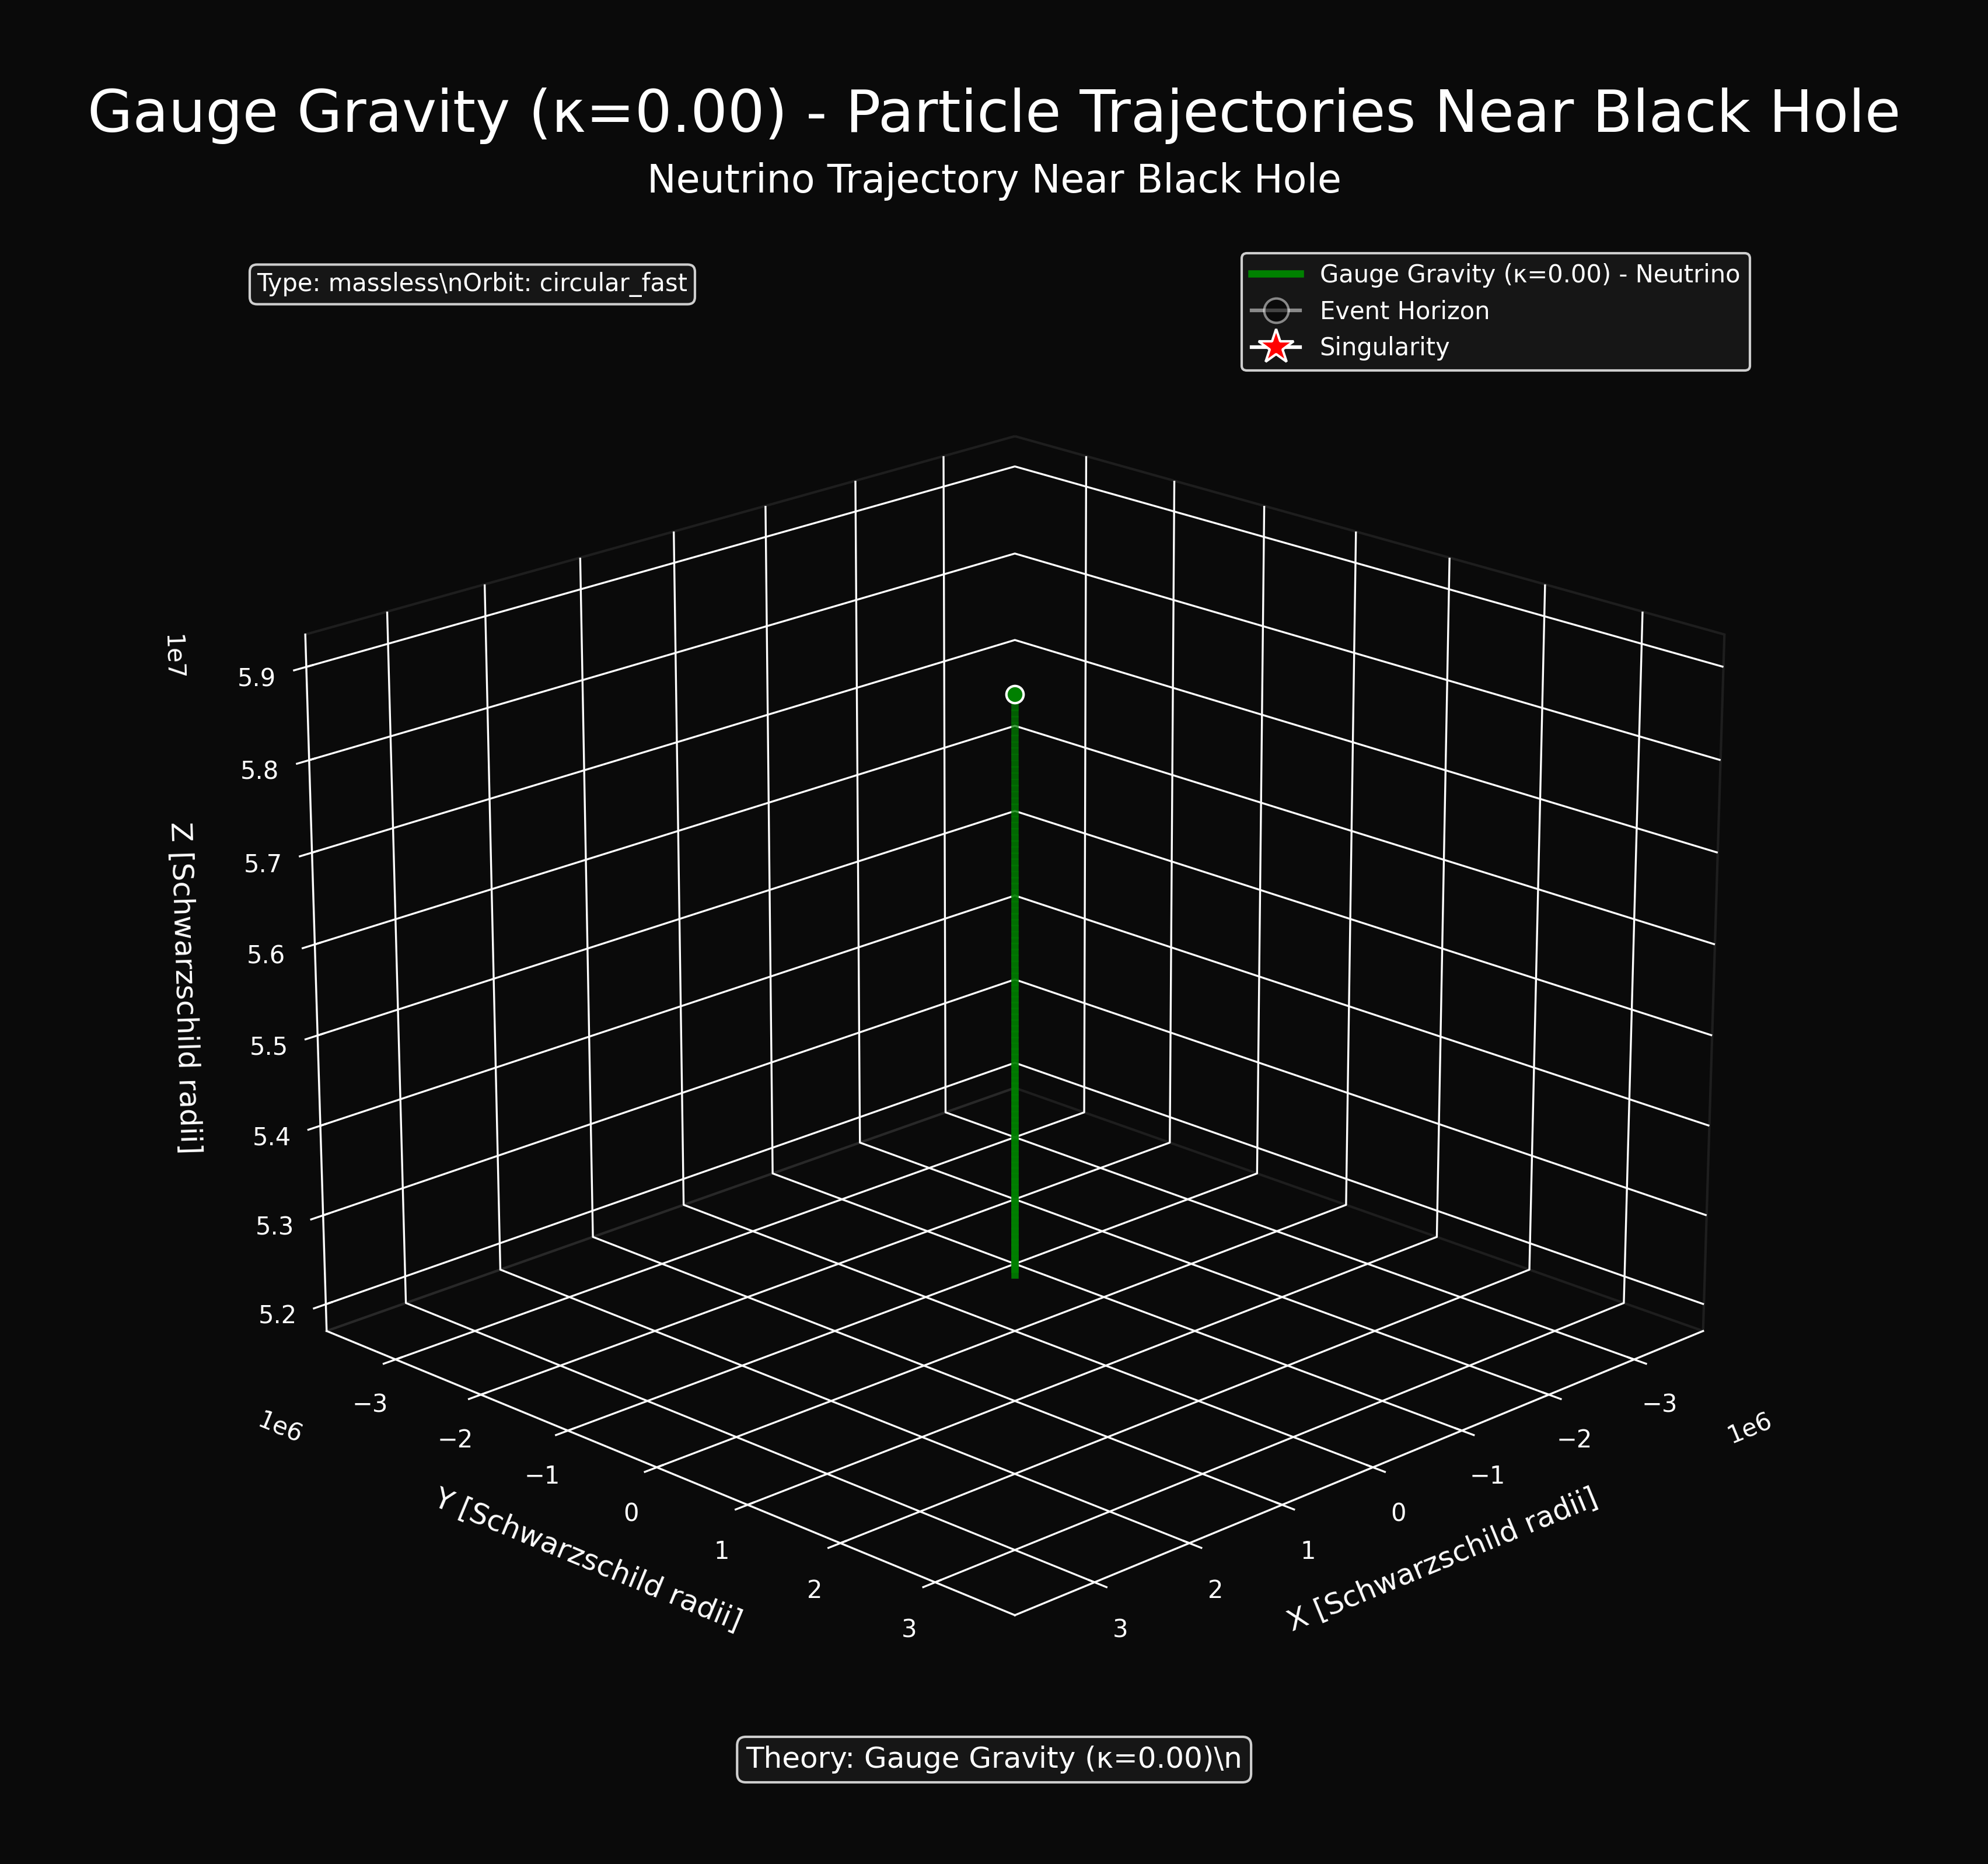 Gauge Gravity (κ=0.00) - Particle Trajectories Near Black Hole
Neutrino Trajectory Near Black Hole
Type: massless\nOrbit: circular_fast
Gauge Gravity (κ=0.00) - Neutrino
Event Horizon
Singularity
1e7
5.9
5.8
5.7
5.6
5.5
5.4
5.3
5.2
Z [Schwarzschild radii]
1e6
−3
−2
−1
0
1
2
3
Y [Schwarzschild radii]
1e6
−3
−2
−1
0
1
2
3
X [Schwarzschild radii]
Theory: Gauge Gravity (κ=0.00)\n